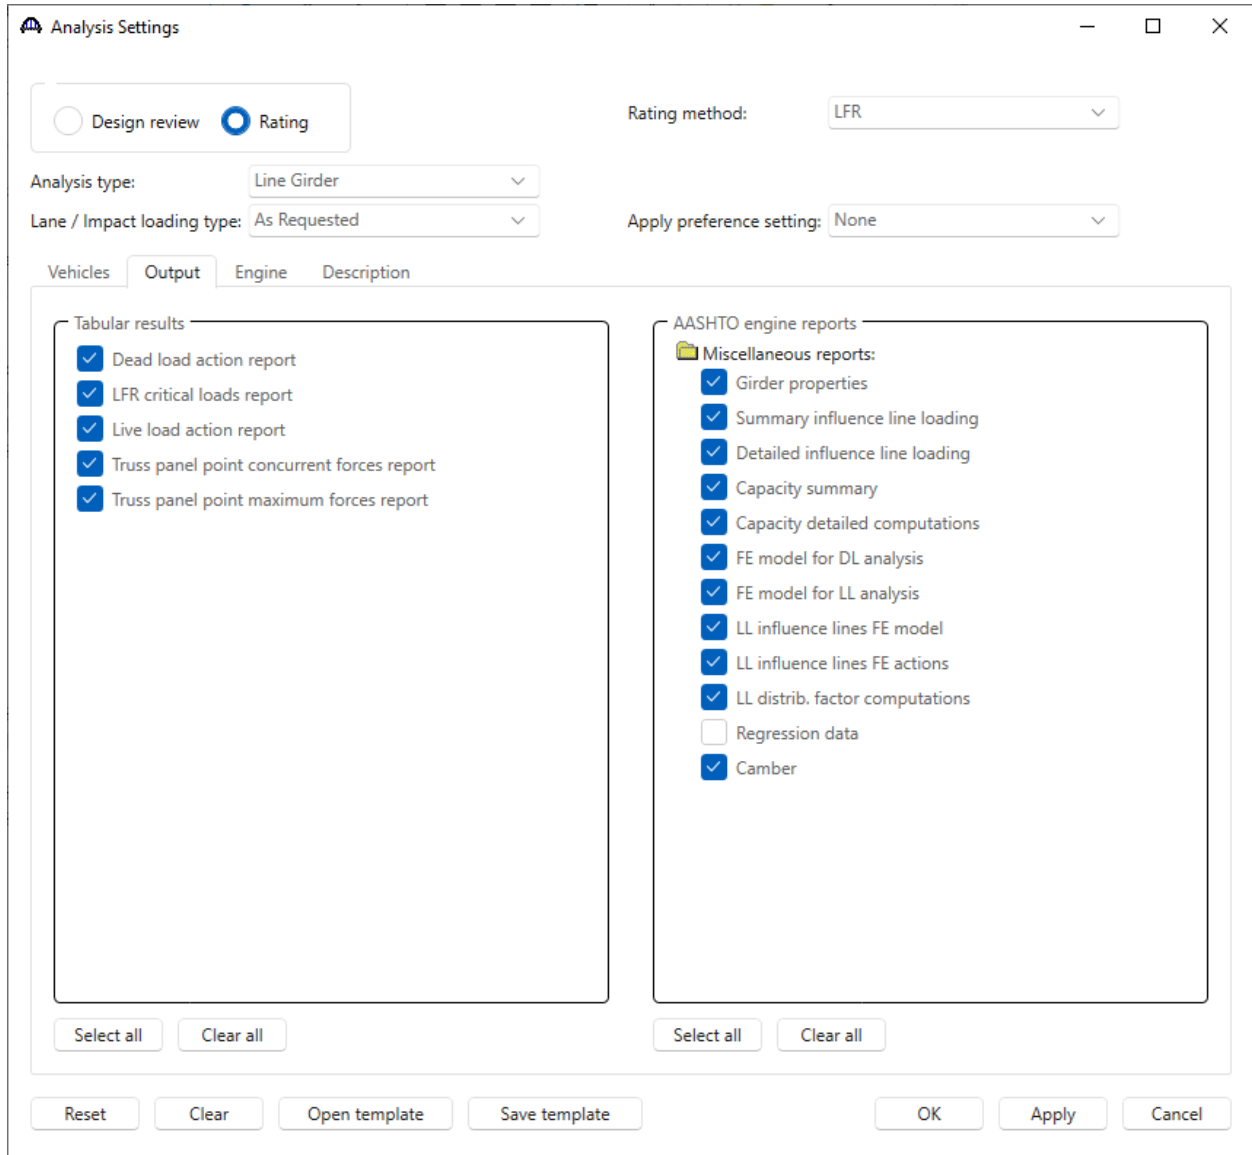 Analysis Settings
Design review Rating
Rating method: LFR
Analysis type: Line Girder
Lane / Impact loading type: As Requested
Apply preference setting: None
Vehicles Output Engine Description
Tabular results
Dead load action report
LFR critical loads report
Live load action report
Truss panel point concurrent forces report
Truss panel point maximum forces report
Select all Clear all
AASHTO engine reports
Miscellaneous reports:
Girder properties
Summary influence line loading
Detailed influence line loading
Capacity summary
Capacity detailed computations
FE model for DL analysis
FE model for LL analysis
LL influence lines FE model
LL influence lines FE actions
LL distrib. factor computations
Regression data
Camber
Select all Clear all
Reset Clear Open template Save template OK Apply Cancel